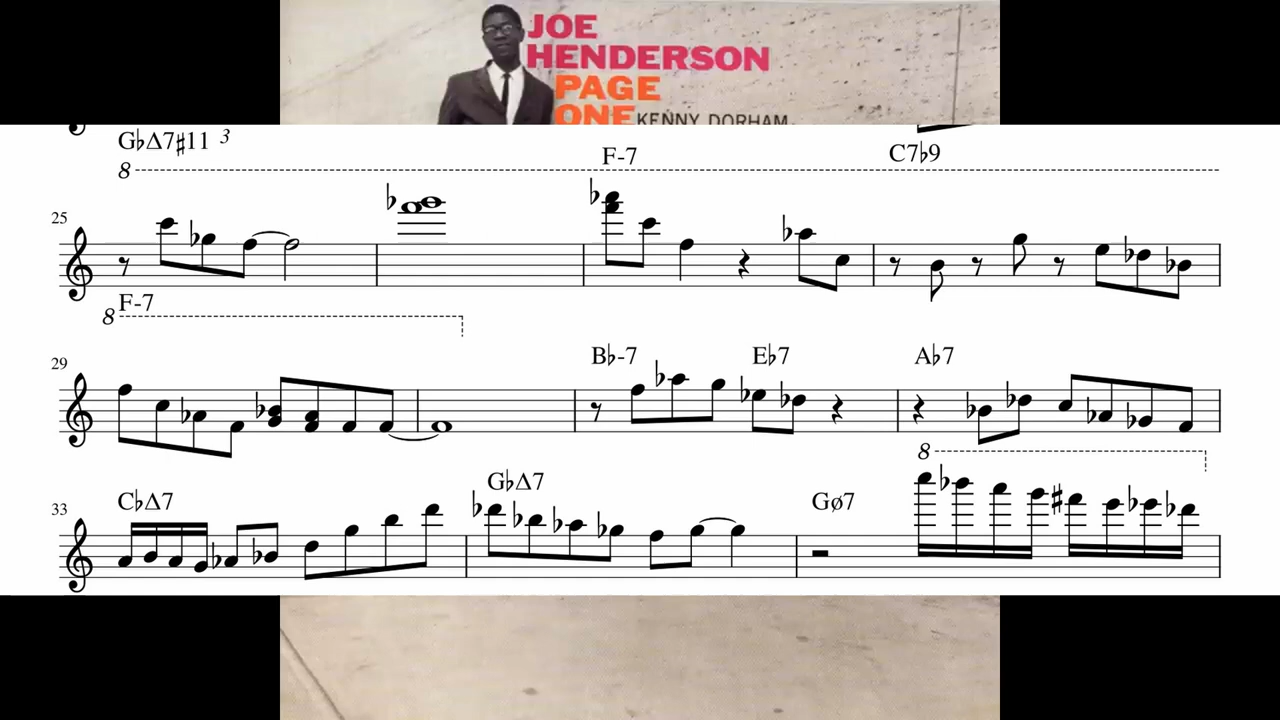 JOE
HENDERSON
PAGE
ONE KENNY DORHAM
G♭Δ7♯11 3
8 F-7 C7♭9
25
8 F-7
29 B♭-7 E♭7 A♭7
8
33 C♭Δ7 G♭Δ7 Gø7